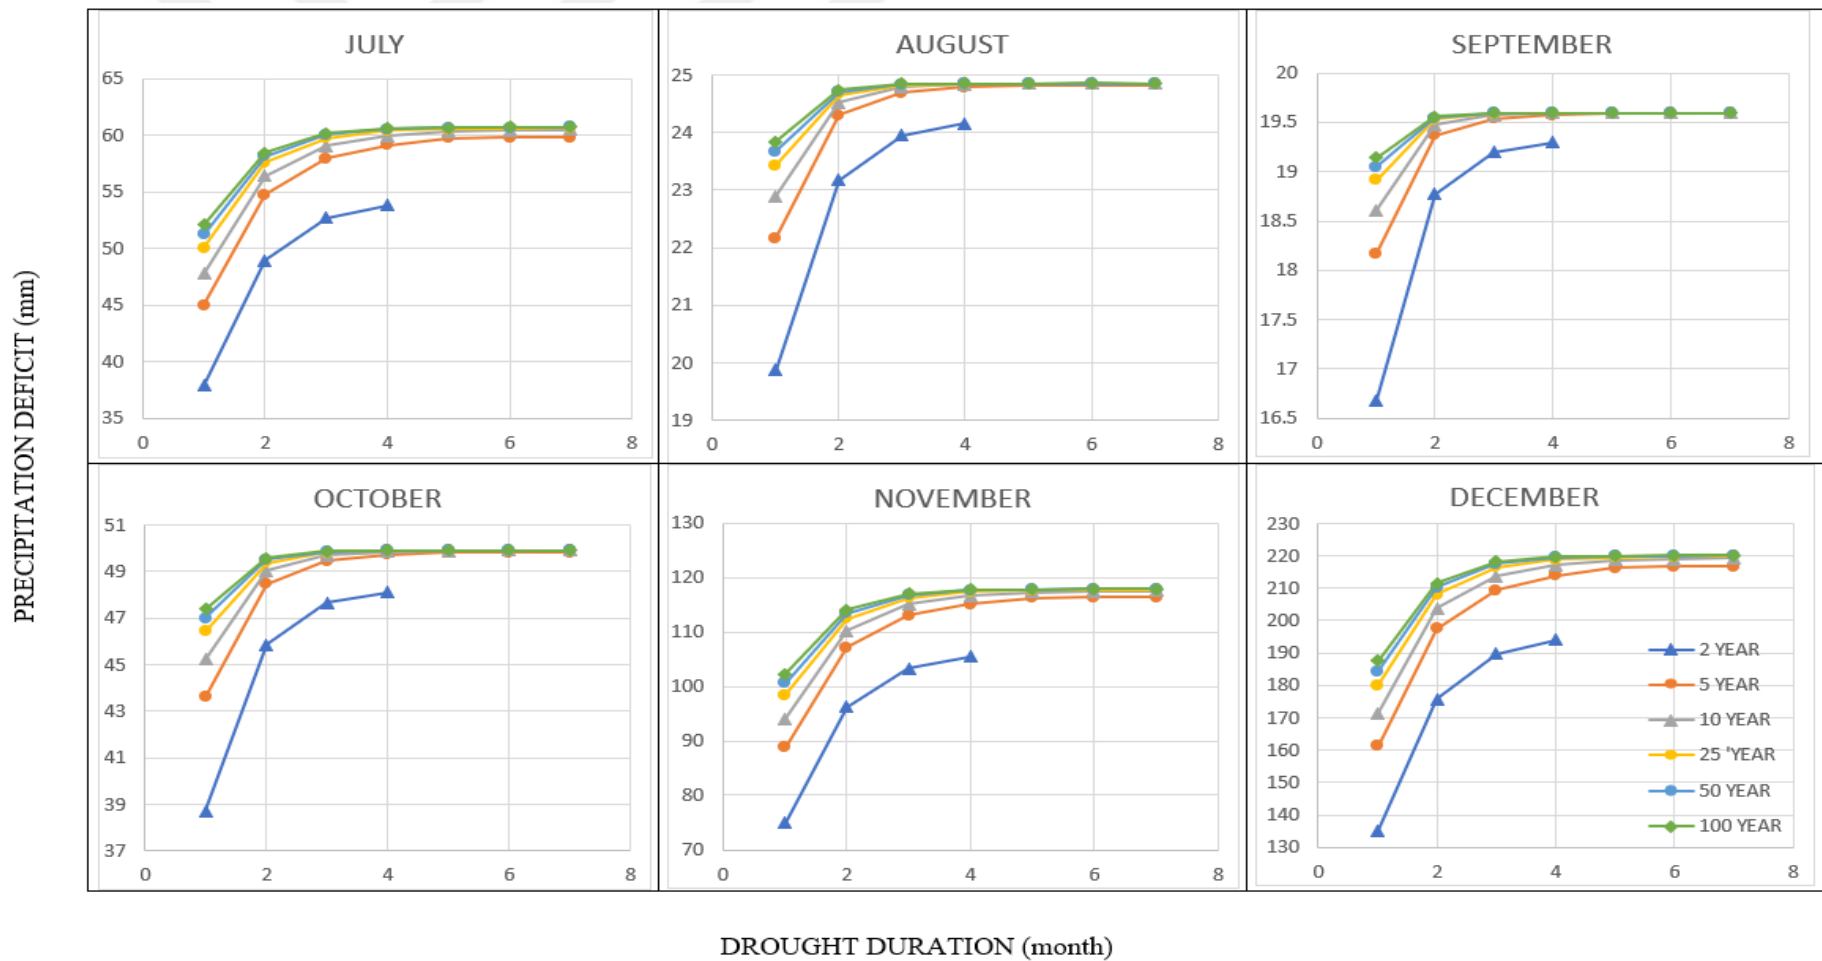 JULY
65
60
55
50
45
40
35
0 2 4 6 8
AUGUST
25
24
23
22
21
20
19
0 2 4 6 8
SEPTEMBER
20
19.5
19
18.5
18
17.5
17
16.5
0 2 4 6 8
PRECIPITATION DEFICIT (mm)
OCTOBER
51
49
47
45
43
41
39
37
0 2 4 6 8
NOVEMBER
130
120
110
100
90
80
70
0 2 4 6 8
DECEMBER
230
220
210
200
190
180
170
160
150
140
130
0 2 4 6 8
2 YEAR
5 YEAR
10 YEAR
25 'YEAR
50 YEAR
100 YEAR
DROUGHT DURATION (month)